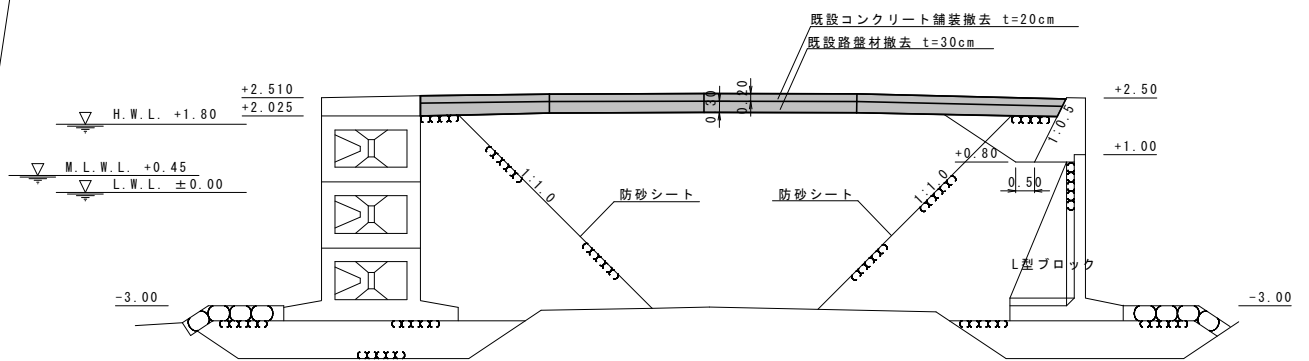 既設コンクリート舗装撤去 t=20cm
既設路盤材撤去 t=30cm
+2.510
+2.025
H.W.L. +1.80
M.L.W.L. +0.45
L.W.L. ±0.00
0.30
0.20
+2.50
1:0.5
+1.00
+0.80
0.50
1:1.0
防砂シート
防砂シート
1:1.0
L型ブロック
-3.00
-3.00